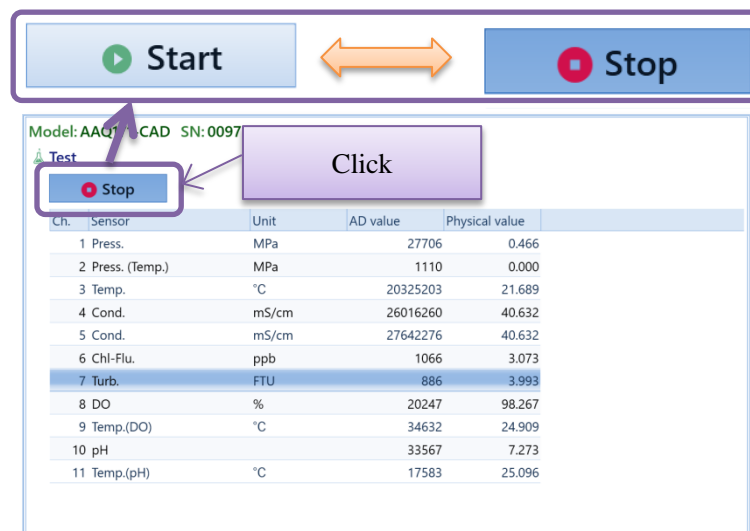 Start
Stop
Model: CAD SN: 0097
Test
Click
Stop
Ch. Sensor Unit AD value Physical value
1 Press. MPa 27706 0.466
2 Press. (Temp.) MPa 1110 0.000
3 Temp. °C 20325203 21.689
4 Cond. mS/cm 26016260 40.632
5 Cond. mS/cm 27642276 40.632
6 Chl-Flu. ppb 1066 3.073
7 Turb. FTU 886 3.993
8 DO % 20247 98.267
9 Temp.(DO) °C 34632 24.909
10 pH 33567 7.273
11 Temp.(pH) °C 17583 25.096